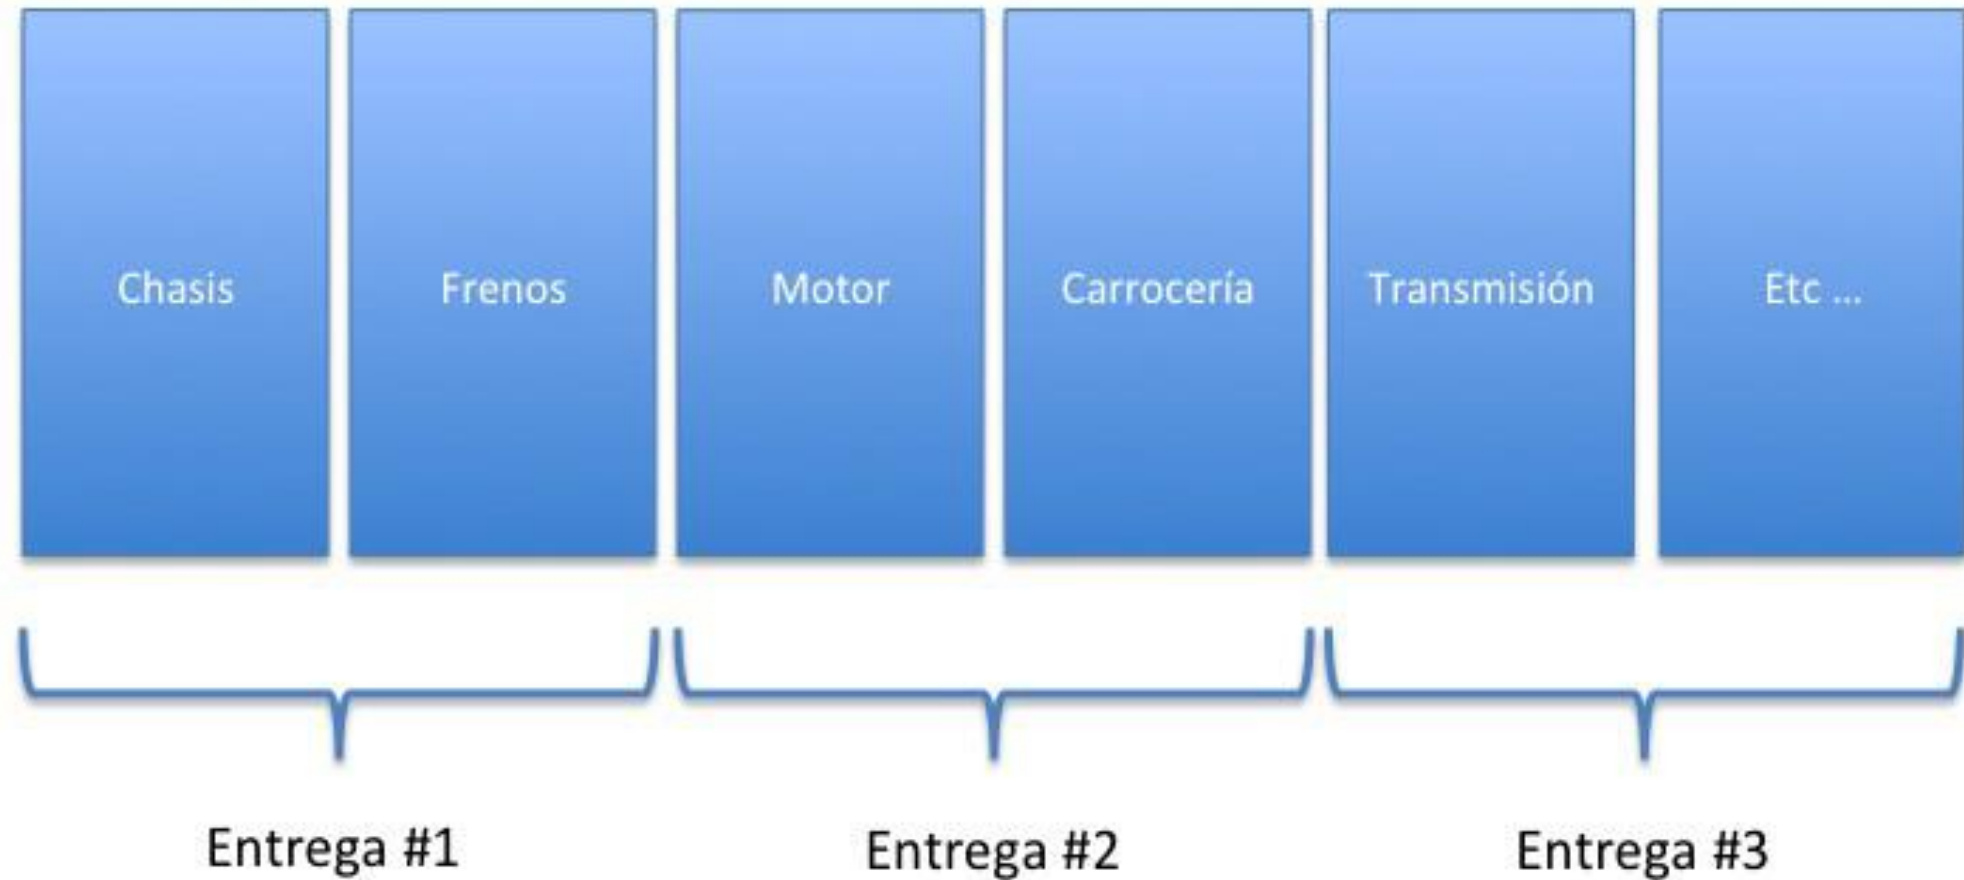 Chasis
Frenos
Motor
Carrocería
Transmisión
Etc ...
Entrega #1
Entrega #2
Entrega #3